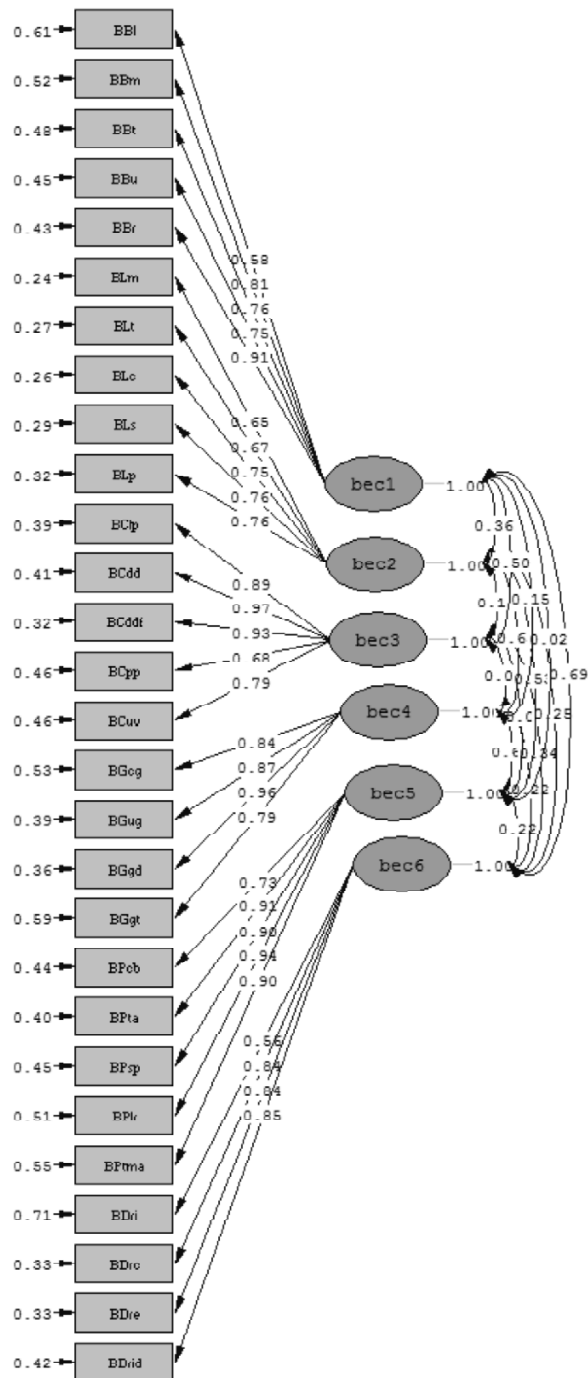 0.61 BBl
0.52 BBm
0.48 BBt
0.45 BBu
0.43 BBr
0.24 BLm
0.27 BLt
0.26 BLc
0.29 BLs
0.32 BLp
0.39
0.41 BCdd
0.32 BCddf
0.46 BCpp
0.46 BCuv
0.53 BGcg
0.39 BGug
0.36 BGgd
0.59 BGgt
0.44 BPcb
0.40 BPta
0.45 BPsp
0.51
0.55 BPtma
0.71 BDri
0.33 BDrc
0.33 BDre
0.42 BDrid
0.58
0.81
0.76
0.75
0.91
0.65
0.67
0.75
0.76
0.76
0.89
0.97
0.93
0.68
0.79
0.84
0.87
0.96
0.79
0.73
0.91
0.90
0.94
0.90
0.56
0.84
0.84
0.85
bec1 1.00
bec2 1.00
bec3 1.00
bec4 1.00
bec5 1.00
bec6 1.00
0.36
0.50
0.15
0.02
0.69
0.25
0.22